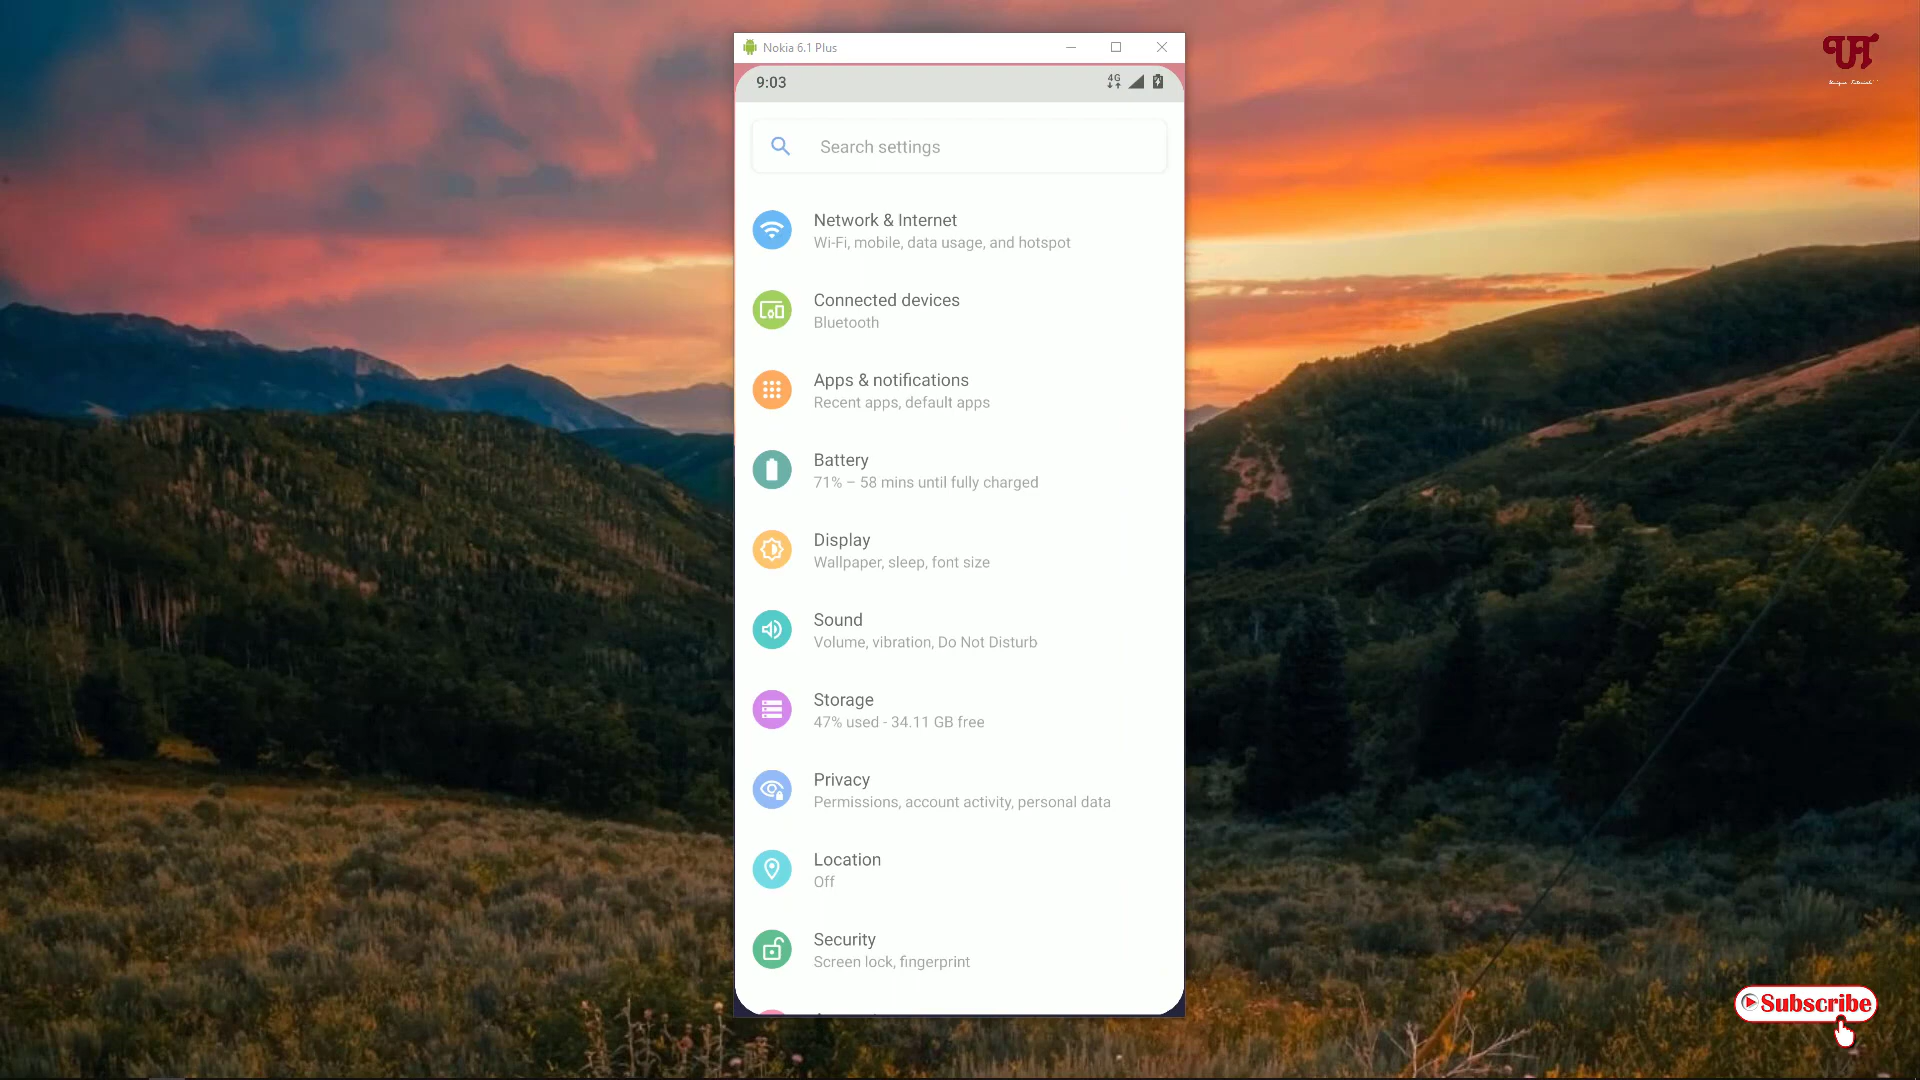 Nokia 6.1 Plus
9:03
4G
Search settings
Network & Internet
Wi-Fi, mobile, data usage, and hotspot
Connected devices
Bluetooth
Apps & notifications
Recent apps, default apps
Battery
71% – 58 mins until fully charged
Display
Wallpaper, sleep, font size
Sound
Volume, vibration, Do Not Disturb
Storage
47% used - 34.11 GB free
Privacy
Permissions, account activity, personal data
Location
Off
Security
Screen lock, fingerprint
UT
Subscribe